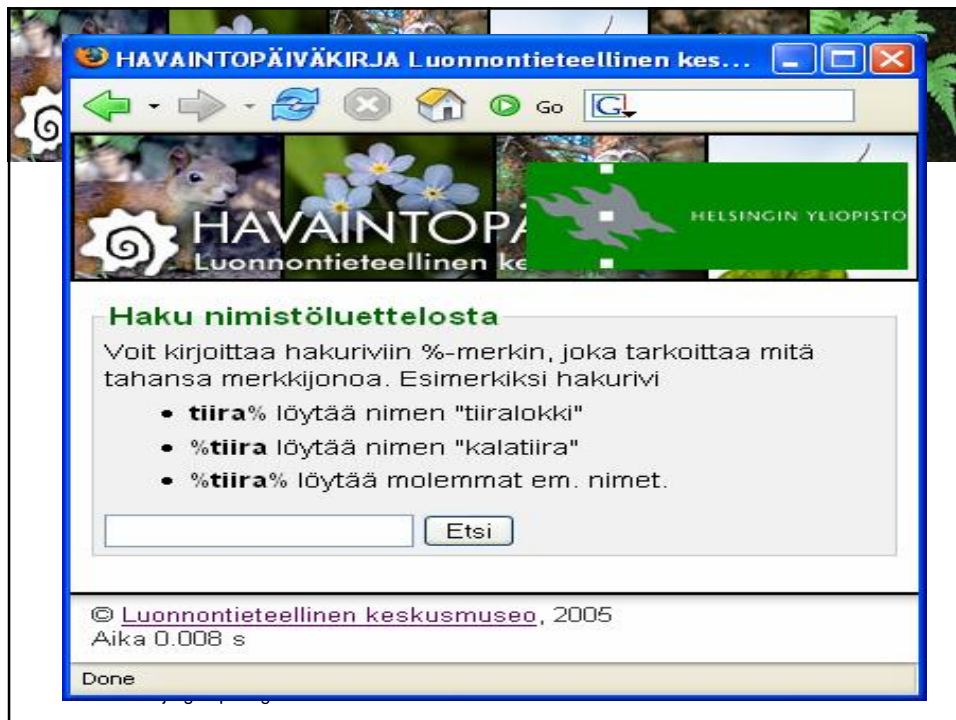 HAVAINTOPÄIVÄKIRJA Luonnontieteellinen kes...
Go
HAVAINTOPÄ
Luonnontieteellinen ke
HELSINGIN YLIOPISTO
Haku nimistöluettelosta
Voit kirjoittaa hakuriviin %-merkin, joka tarkoittaa mitä
tahansa merkkijonoa. Esimerkiksi hakurivi
• tiira% löytää nimen "tiiralokki"
• %tiira löytää nimen "kalatiira"
• %tiira% löytää molemmat em. nimet.
Etsi
© Luonnontieteellinen keskusmuseo, 2005
Aika 0.008 s
Done